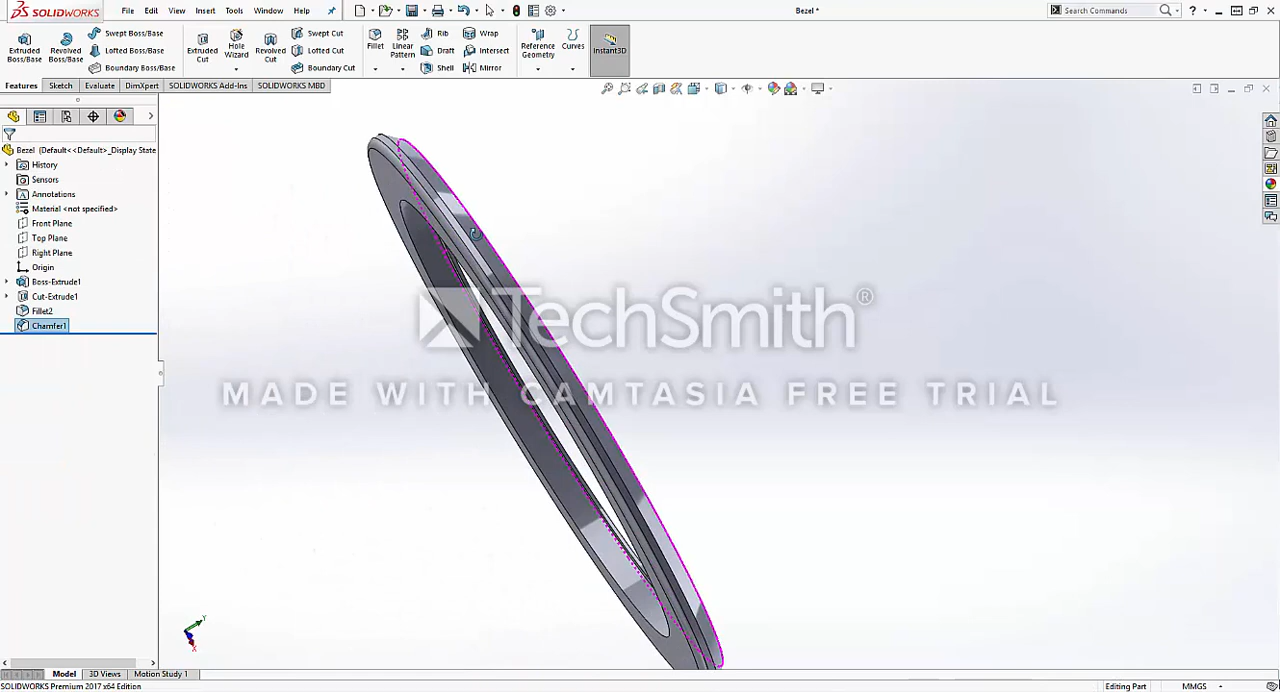 SOLIDWORKS
File Edit View Insert Tools Window Help
Bezel *
Search Commands
Extruded Boss/Base
Revolved Boss/Base
Swept Boss/Base
Lofted Boss/Base
Boundary Boss/Base
Extruded Cut
Hole Wizard
Revolved Cut
Swept Cut
Lofted Cut
Boundary Cut
Fillet
Linear Pattern
Rib
Draft
Shell
Wrap
Intersect
Mirror
Reference Geometry
Curves
Instant3D
Features Sketch Evaluate DimXpert SOLIDWORKS Add-Ins SOLIDWORKS MBD
Bezel (Default<<Default>_Display State
History
Sensors
Annotations
Material <not specified>
Front Plane
Top Plane
Right Plane
Origin
Boss-Extrude1
Cut-Extrude1
Fillet2
Chamfer1
TechSmith®
MADE WITH CAMTASIA FREE TRIAL
Y
X
Model 3D Views Motion Study 1
SOLIDWORKS Premium 2017 x64 Edition
Editing Part
MMGS